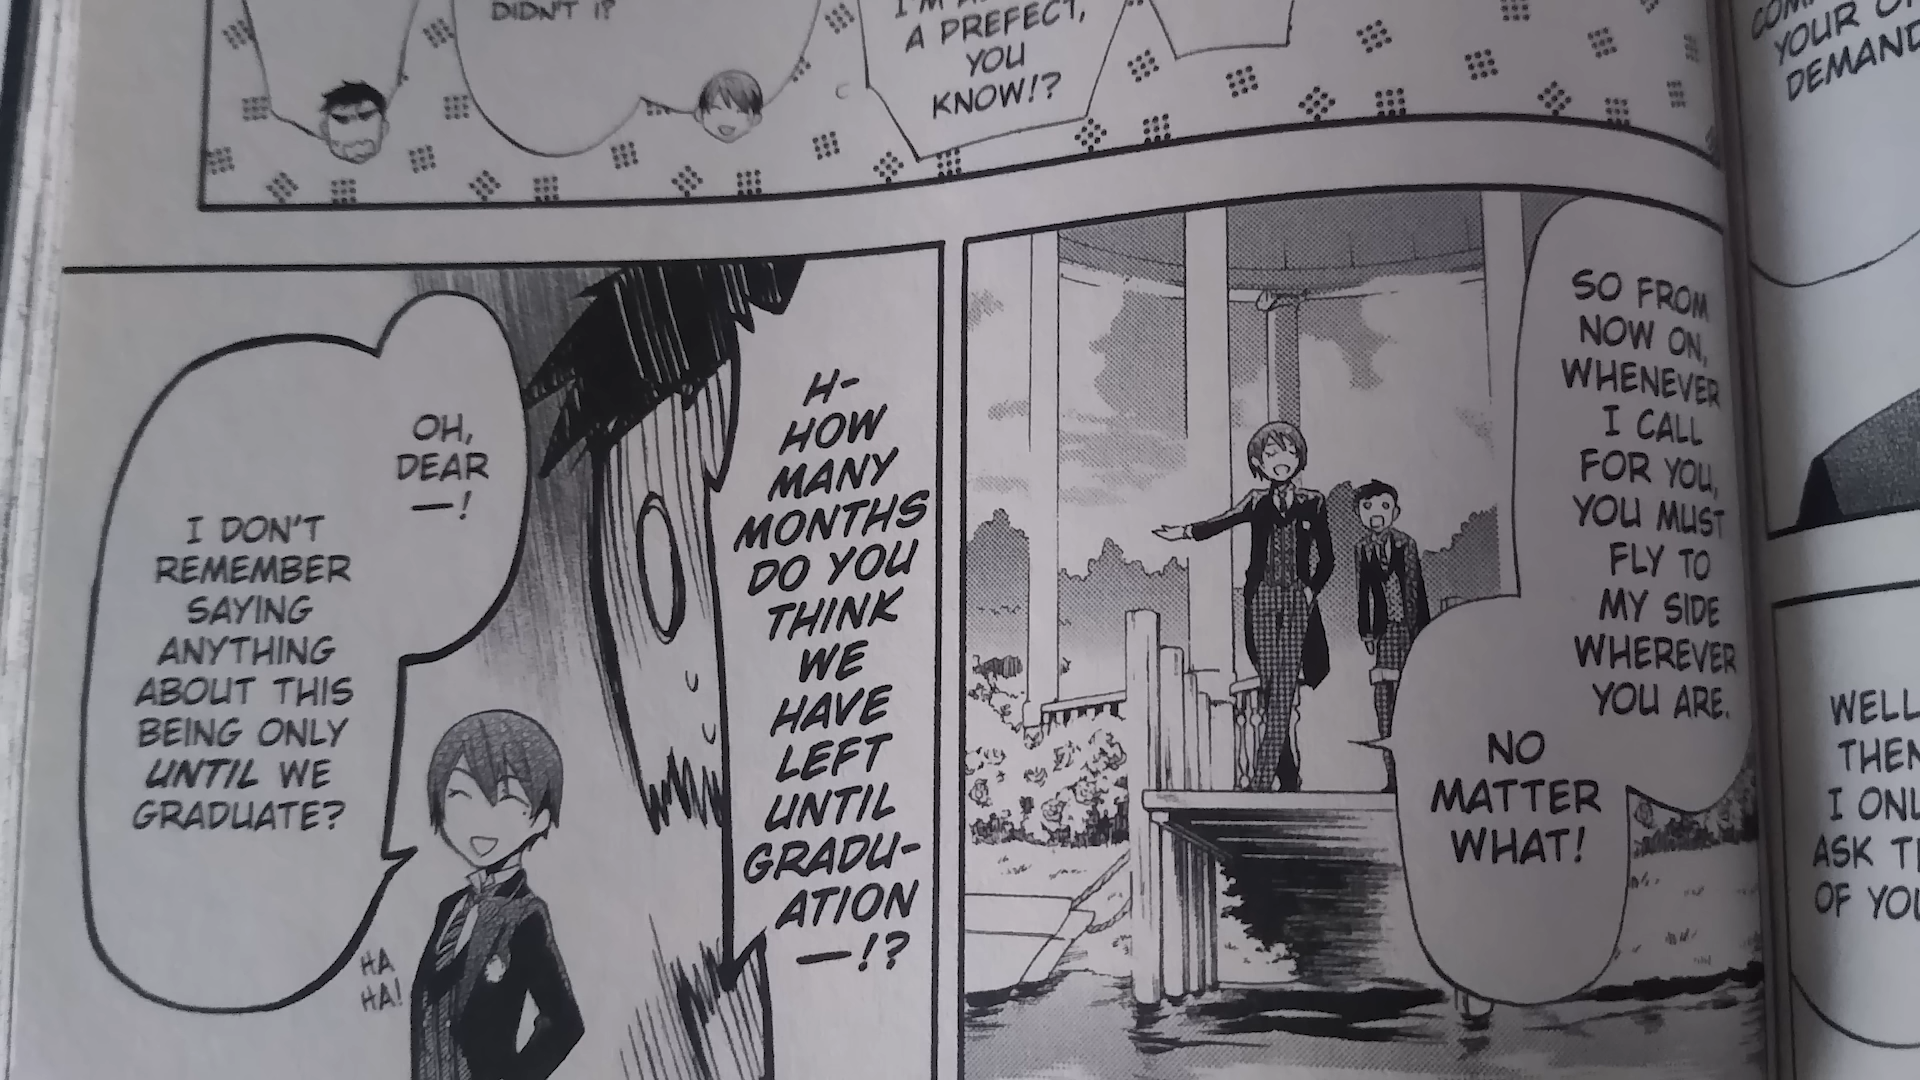 DIDN'T I?
A PREFECT,
YOU
KNOW!?
YOUR
DEMAND
SO FROM
NOW ON,
WHENEVER
I CALL
FOR YOU,
YOU MUST
FLY TO
MY SIDE
WHEREVER
YOU ARE.
NO
MATTER
WHAT!
H-
HOW
MANY
MONTHS
DO YOU
THINK
WE
HAVE
LEFT
UNTIL
GRADU-
ATION
—!?
OH,
DEAR
—!
I DON'T
REMEMBER
SAYING
ANYTHING
ABOUT THIS
BEING ONLY
UNTIL WE
GRADUATE?
HA
HA!
WELL
THEN
I
ASK
OF